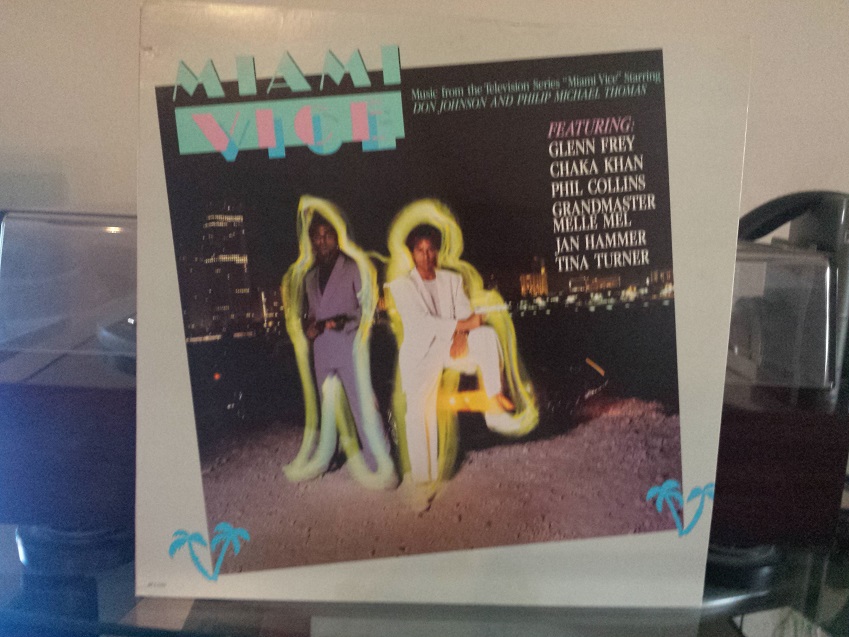 MIAMI
VICE
Music from the Television Series "Miami Vice" Starring
DON JOHNSON AND PHILIP MICHAEL THOMAS
FEATURING:
GLENN FREY
CHAKA KHAN
PHIL COLLINS
GRANDMASTER
MELLE MEL
JAN HAMMER
TINA TURNER